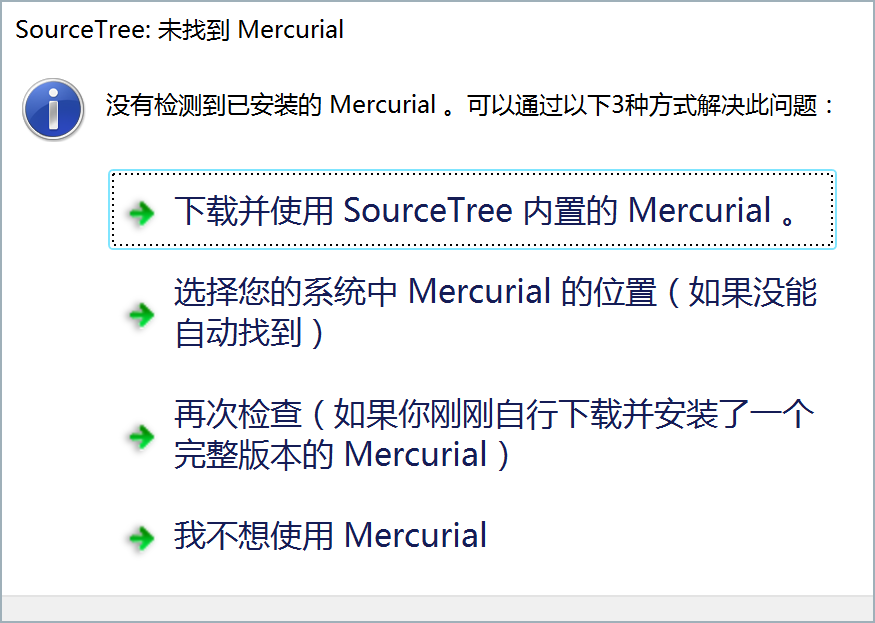 SourceTree: 未找到 Mercurial
没有检测到已安装的 Mercurial 。可以通过以下3种方式解决此问题：
下载并使用 SourceTree 内置的 Mercurial 。
选择您的系统中 Mercurial 的位置（如果没能
自动找到）
再次检查（如果你刚刚自行下载并安装了一个
完整版本的 Mercurial ）
我不想使用 Mercurial